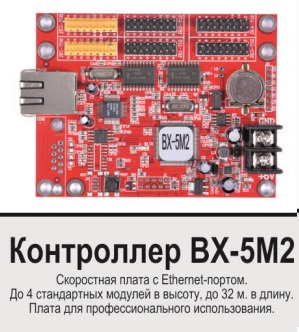 BX-5M2
GND
+5V
Контроллер BX-5M2
Скоростная плата с Ethernet-портом.
До 4 стандартных модулей в высоту, до 32 м. в длину.
Плата для профессионального использования.